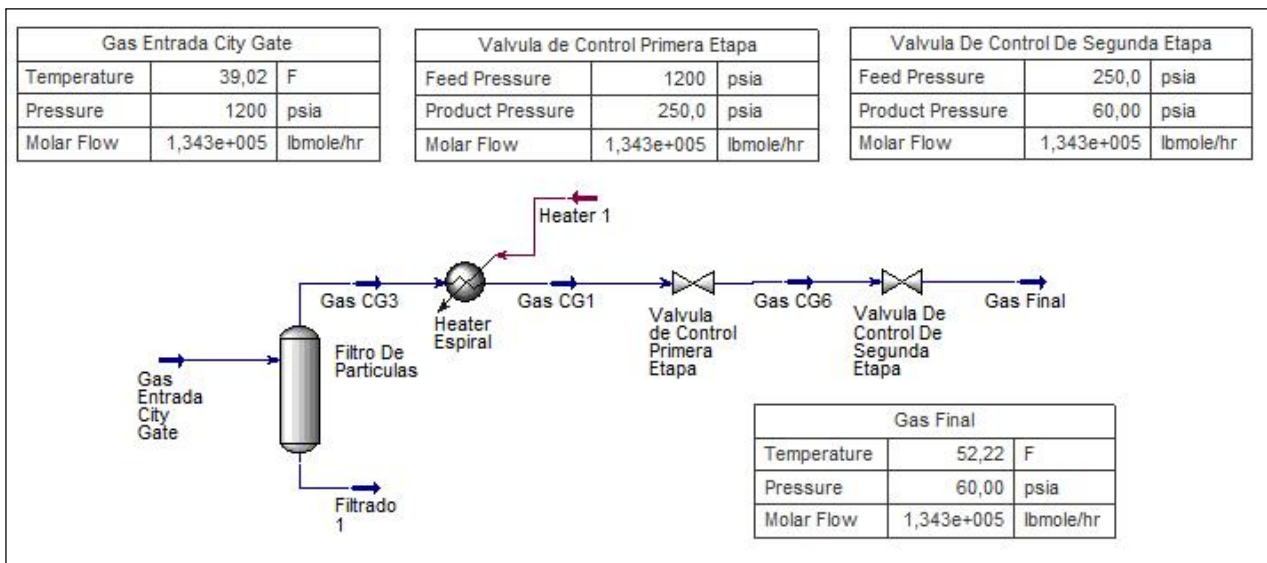 Gas Entrada City Gate
Temperature 39,02 F
Pressure 1200 psia
Molar Flow 1,343e+005 lbmole/hr
Valvula de Control Primera Etapa
Feed Pressure 1200 psia
Product Pressure 250,0 psia
Molar Flow 1,343e+005 lbmole/hr
Valvula De Control De Segunda Etapa
Feed Pressure 250,0 psia
Product Pressure 60,00 psia
Molar Flow 1,343e+005 lbmole/hr
Heater 1
Gas CG3
Heater
Espiral
Gas CG1
Valvula
de Control
Primera
Etapa
Gas CG6
Valvula De
Control De
Segunda
Etapa
Gas Final
Gas
Entrada
City
Gate
Filtro De
Particulas
Filtrado
1
Gas Final
Temperature 52,22 F
Pressure 60,00 psia
Molar Flow 1,343e+005 lbmole/hr